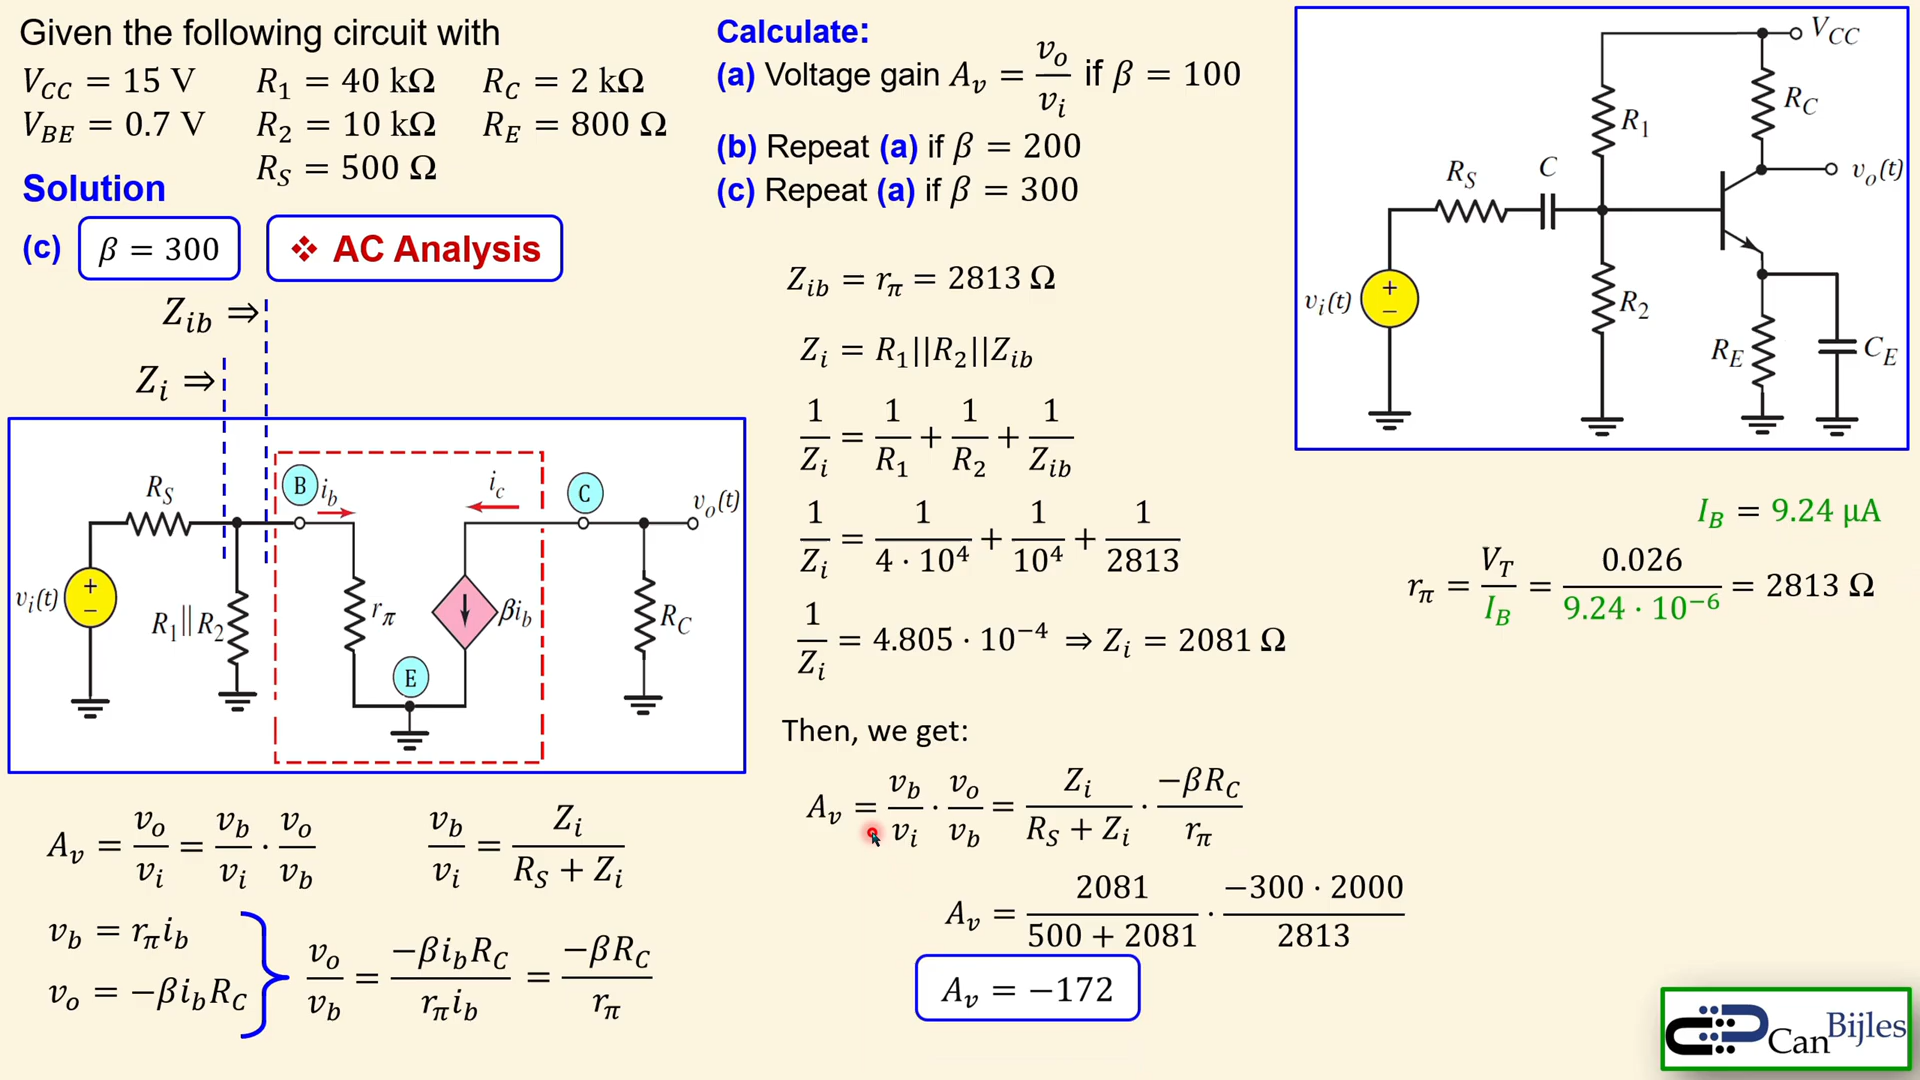 Given the following circuit with
V_CC = 15 V   R_1 = 40 kΩ   R_C = 2 kΩ
V_BE = 0.7 V   R_2 = 10 kΩ   R_E = 800 Ω
R_S = 500 Ω
Solution
(c) β = 300 ❖ AC Analysis
Calculate:
(a) Voltage gain A_v = v_o/v_i if β = 100
(b) Repeat (a) if β = 200
(c) Repeat (a) if β = 300
V_CC
R_C
R_1
v_o(t)
R_S
C
v_i(t)
+
−
R_2
R_E
C_E
Z_ib ⇒
Z_i ⇒
R_S
B
i_b
i_c
C
v_o(t)
v_i(t)
+
−
R_1||R_2
r_π
βi_b
R_C
E
A_v = v_o/v_i = v_b/v_i · v_o/v_b
v_b/v_i = Z_i/(R_S + Z_i)
v_b = r_π i_b
v_o = −βi_b R_C
v_o/v_b = −βi_b R_C/(r_π i_b) = −βR_C/r_π
Z_ib = r_π = 2813 Ω
Z_i = R_1||R_2||Z_ib
1/Z_i = 1/R_1 + 1/R_2 + 1/Z_ib
1/Z_i = 1/(4 · 10^4) + 1/10^4 + 1/2813
1/Z_i = 4.805 · 10^−4 ⇒ Z_i = 2081 Ω
Then, we get:
A_v = v_b/v_i · v_o/v_b = Z_i/(R_S + Z_i) · −βR_C/r_π
A_v = 2081/(500 + 2081) · (−300 · 2000)/2813
A_v = −172
I_B = 9.24 μA
r_π = V_T/I_B = 0.026/(9.24 · 10^−6) = 2813 Ω
Can Bijles